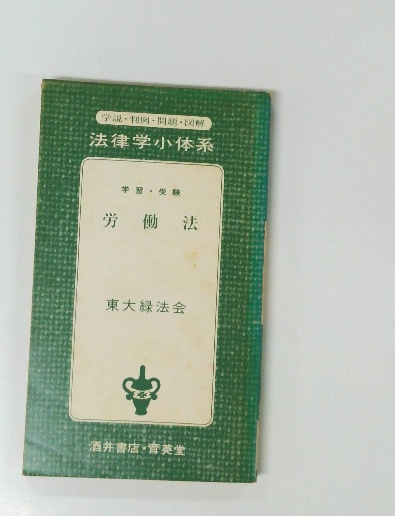 学説・判例・問題・図解
法律学小体系
学習・受験
労働法
東大緑法会
酒井書店・育英堂